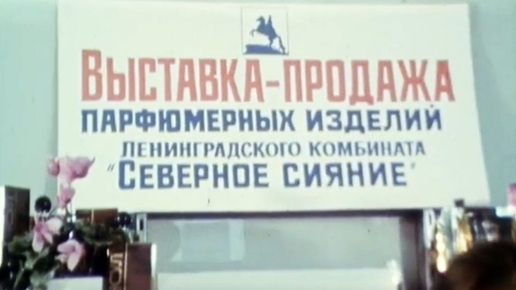 ВЫСТАВКА-ПРОДАЖА
ПАРФЮМЕРНЫХ ИЗДЕЛИЙ
ЛЕНИНГРАДСКОГО КОМБИНАТА
"СЕВЕРНОЕ СИЯНИЕ"